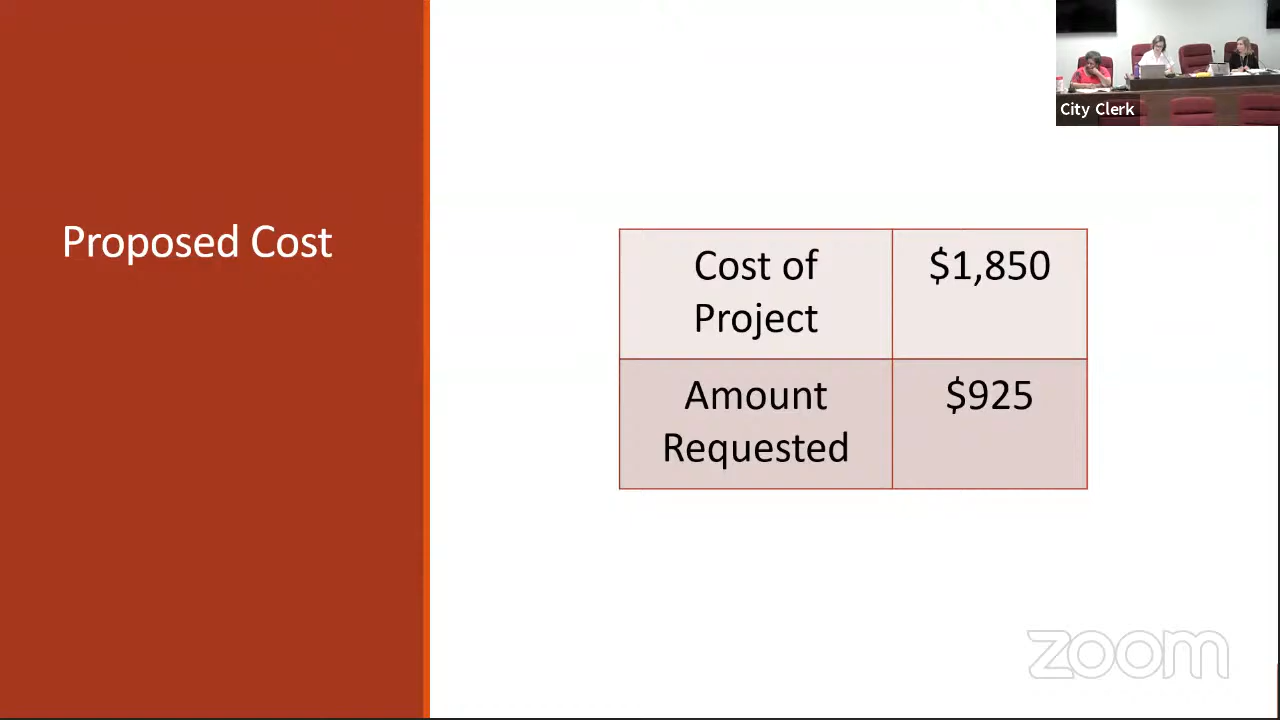 City Clerk
Proposed Cost
Cost of
Project
$1,850
Amount
Requested
$925
zoom